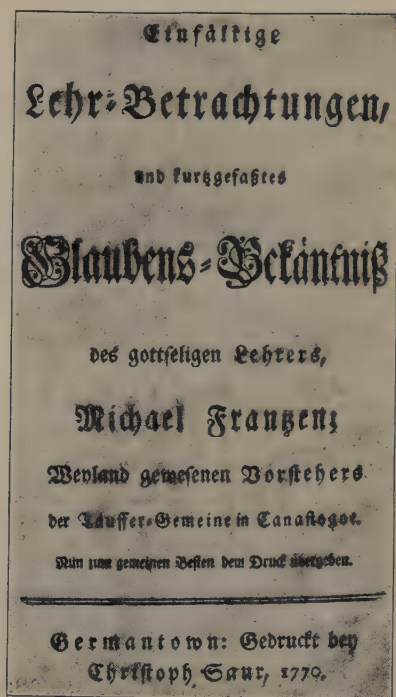 Einfältige
Lehr-Betrachtungen,
und kurtzgefaßtes
Glaubens-Bekäntniß
des gottseligen Lehrers,
Michael Frantzen;
Weyland gewesenen Vorstehers
der Täuffer-Gemeine in Canastogoe.
Nun zum gemeinen Besten dem Druck übergeben.
Germantown: Gedruckt bey
Christoph Saur, 1770.